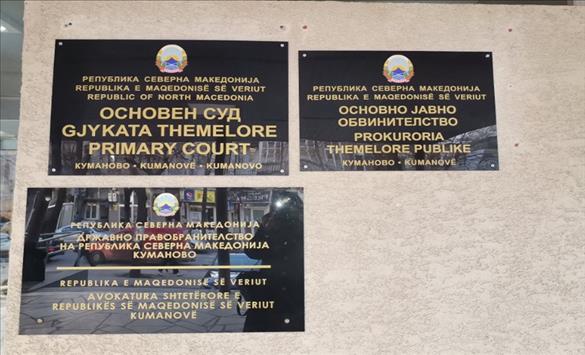 РЕПУБЛИКА СЕВЕРНА МАКЕДОНИЈА
REPUBLIKA E MAQEDONISË SË VERIUT
REPUBLIC OF NORTH MACEDONIA
ОСНОВЕН СУД
GJYKATA THEMELORE
PRIMARY COURT
КУМАНОВО • KUMANOVË • KUMANOVO
РЕПУБЛИКА СЕВЕРНА МАКЕДОНИЈА
REPUBLIKA E MAQEDONISË SË VERIUT
ОСНОВНО ЈАВНО
ОБВИНИТЕЛСТВО
PROKURORIA
THEMELORE PUBLIKE
КУМАНОВО • KUMANOVË
РЕПУБЛИКА СЕВЕРНА МАКЕДОНИЈА
ДРЖАВНО ПРАВОБРАНИТЕЛСТВО
НА РЕПУБЛИКА СЕВЕРНА МАКЕДОНИЈА
КУМАНОВО
REPUBLIKA E MAQEDONISË SË VERIUT
AVOKATURA SHTETËRORE E
REPUBLIKËS SË MAQEDONISË SË VERIUT
KUMANOVË